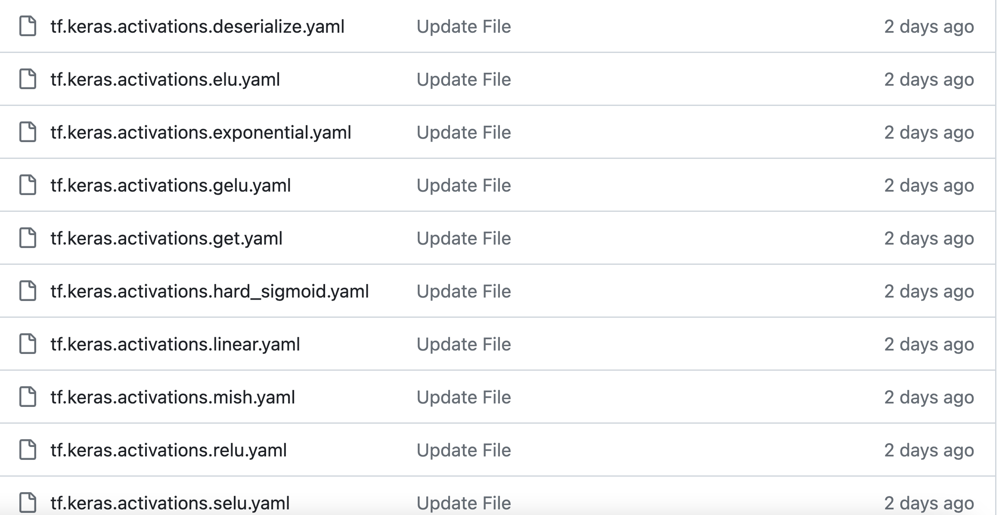 tf.keras.activations.deserialize.yaml Update File 2 days ago
tf.keras.activations.elu.yaml Update File 2 days ago
tf.keras.activations.exponential.yaml Update File 2 days ago
tf.keras.activations.gelu.yaml Update File 2 days ago
tf.keras.activations.get.yaml Update File 2 days ago
tf.keras.activations.hard_sigmoid.yaml Update File 2 days ago
tf.keras.activations.linear.yaml Update File 2 days ago
tf.keras.activations.mish.yaml Update File 2 days ago
tf.keras.activations.relu.yaml Update File 2 days ago
tf.keras.activations.selu.yaml Update File 2 days ago